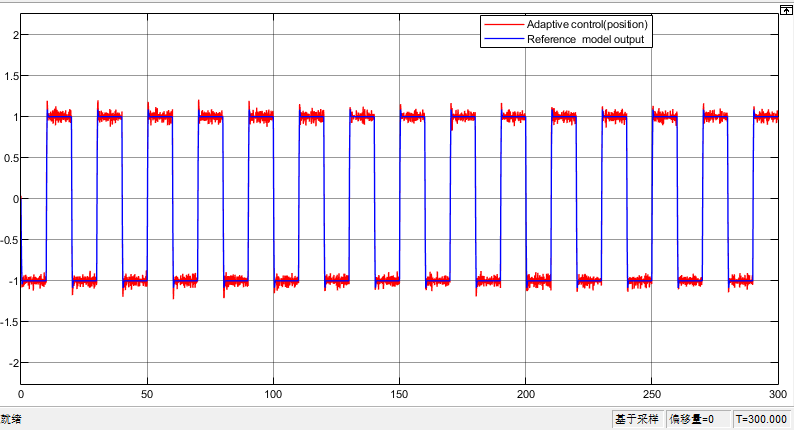 Adaptive control(position)
Reference model output
2
1.5
1
0.5
0
-0.5
-1
-1.5
-2
0 50 100 150 200 250 300
就绪 基于采样 偏移量=0 T=300.000